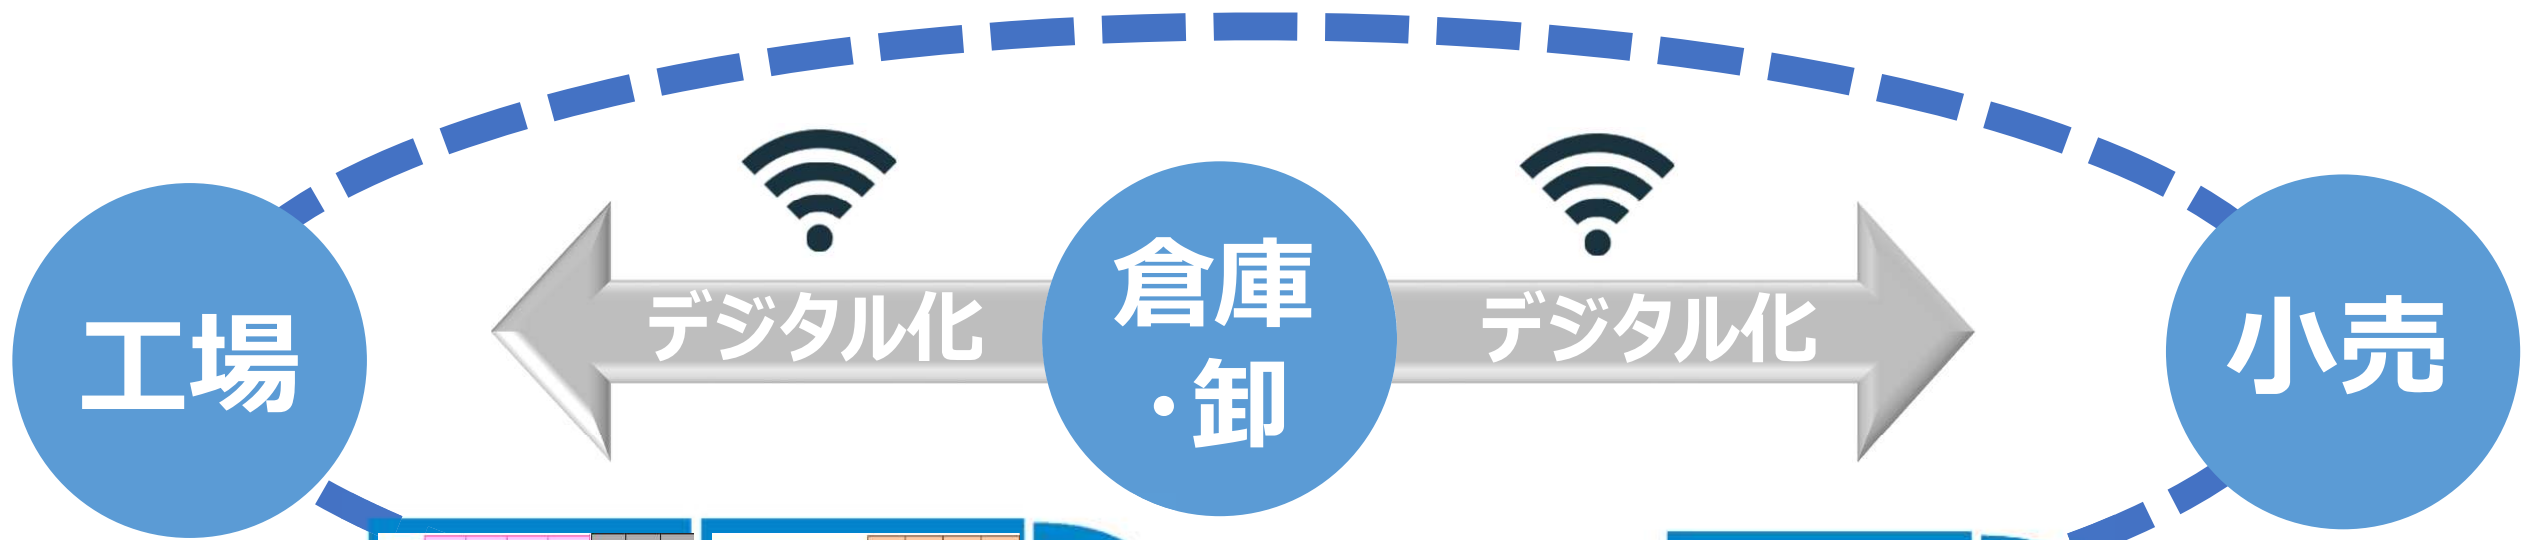 工場
デジタル化
倉庫
・卸
デジタル化
小売